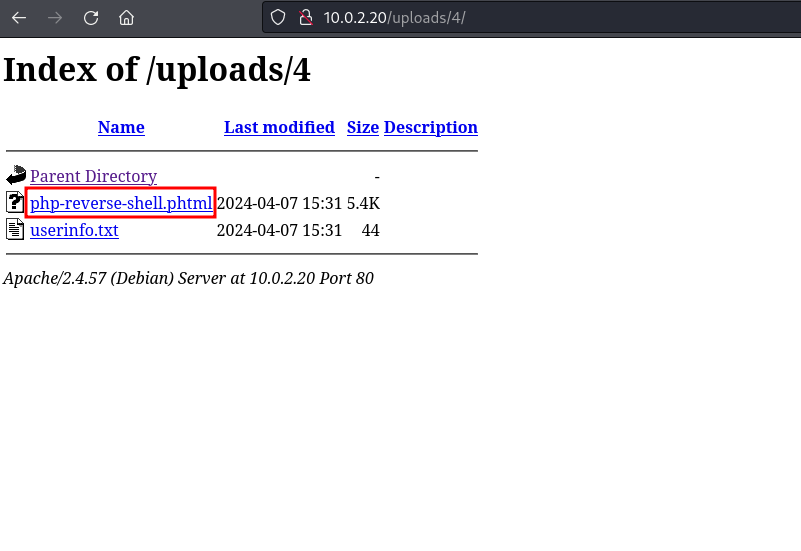 10.0.2.20/uploads/4/
Index of /uploads/4
Name Last modified Size Description
Parent Directory -
php-reverse-shell.phtml 2024-04-07 15:31 5.4K
userinfo.txt 2024-04-07 15:31 44
Apache/2.4.57 (Debian) Server at 10.0.2.20 Port 80